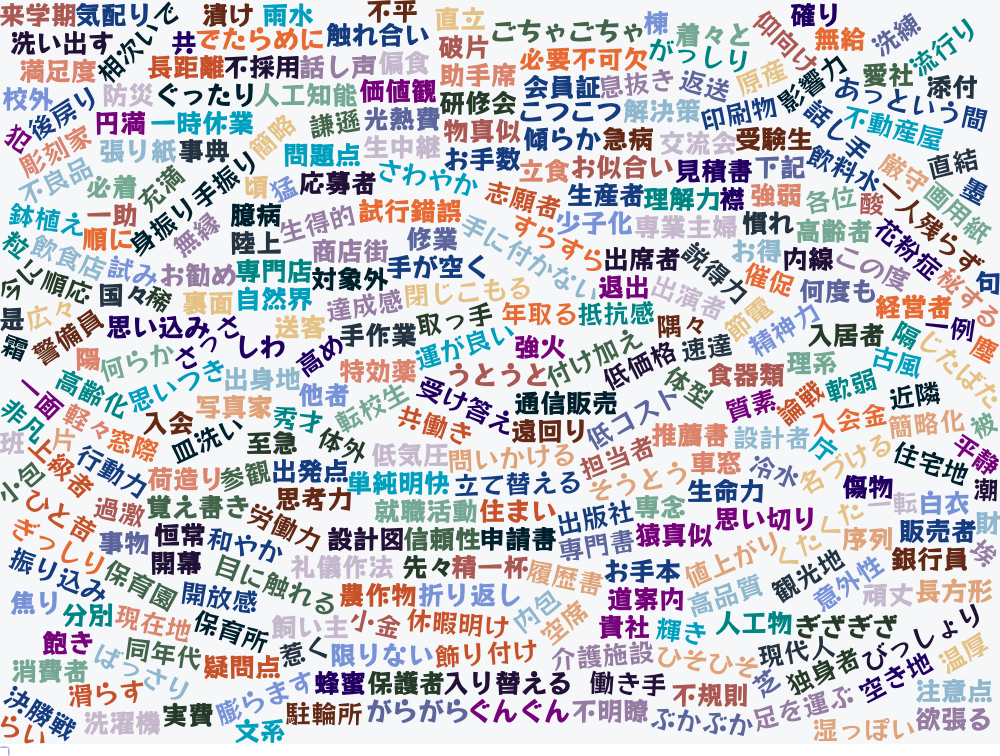 来学期 気配り で 漬け 雨水 不平 直立 ごちゃごちゃ 棟 着々と 宮向け 確り 無給 洗練 流行り
洗い出す 相次い 共 でたらめに 触れ合い 破片 必要不可欠 がっしり
満足度 長距離 不採用 話し声 偏食 助手席 会員証 息抜き 返送 原産 影響力 愛社 添付
校外 後戻り 防災 ぐったり 人工知能 価値観 研修会 こつこつ 解決策 印刷物 あっという間
犯 円満 一時休業 簡略 謙遜 光熱費 物真似 傾らか 急病 交流会 受験生 話し手 不動産屋
彫刻家 張り紙 事典 問題点 生中継 お手数 立食 お似合い 見積書 下記 飲料水 厳守 直結
不良品 必着 充満 身振り手振り 頃 猛 応募者 さわやか 志願者 生産者 理解力 襟 強弱 各位 酸 一人残らず 画用紙 墨
鉢植え 一助 臆病 生得的 試行錯誤 すらすら 少子化 専業主婦 慣れ 高齢者 花粉症
粒 飲食店 順に 無縁 陸上 商店街 修業 手に付かない 出席者 説得力 お得 内線 この度 秘する 句
順応 試み お勧め 専門店 対象外 手が空く 退出 出演者 催促 何度も
広々 国々 稀 裏面 自然界 達成感 閉じこもる 年取る 抵抗感 隅々 節電 精神力 経営者 一例 塵
是 警備員 思い込み さっさ 送客 手作業 取っ手 入居者 隔 じたばた
霜 陽 何らか しわ 高め 運が良い 強火 付け加え 低価格 速達 理系 古風
一面 高齢化 思いつき 出身地 他者 特効薬 うとうと 体型 食器類 軟弱 近隣
非凡 軽々 入会 写真家 秀才 転校生 受け答え 通信販売 低コスト 質素 論戦 入会金 簡略化 被
班 片 窓際 皿洗い 至急 体外 共働き 遠回り 推薦書 設計者 庁 平静
小包 上級者 行動力 荷造り 参観 出発点 低気圧 問いかける 担当者 車窓 冷水 名づける 住宅地 潮
ひと昔 過激 覚え書き 思考力 単純明快 立て替える そうとう 生命力 傷物 一転 白衣
ぎっしり 事物 恒常 和やか 労働力 就職活動 住まい 出版社 専念 思い切り くたくた 序列 販売者 財
振り込み 開幕 設計図 信頼性 申請書 専門書 猿真似 値上がり 銀行員 埃
保育園 目に触れる 礼儀作法 先々 精一杯 履歴書 お手本 観光地 意外性
焦り 分別 現在地 開放感 農作物 折り返し 内包 道案内 高品質 頑丈 長方形
飽き 保育所 飼い主 小金 休暇明け 空席 貴社 輝き 人工物 ぎざぎざ
消費者 ばっさり 同年代 疑問点 惹く 限りない 飾り付け 介護施設 ひそひそ 現代人 びっしょり 温厚
決勝戦 滑らす 膨らます 蜂蜜 保護者 入り替える 働き手 不規則 芝 独身者 空き地 注意点
らい 洗濯機 実費 文系 駐輪所 がらがら ぐんぐん 不明瞭 ぶかぶか 足を運ぶ 湿っぽい 欲張る